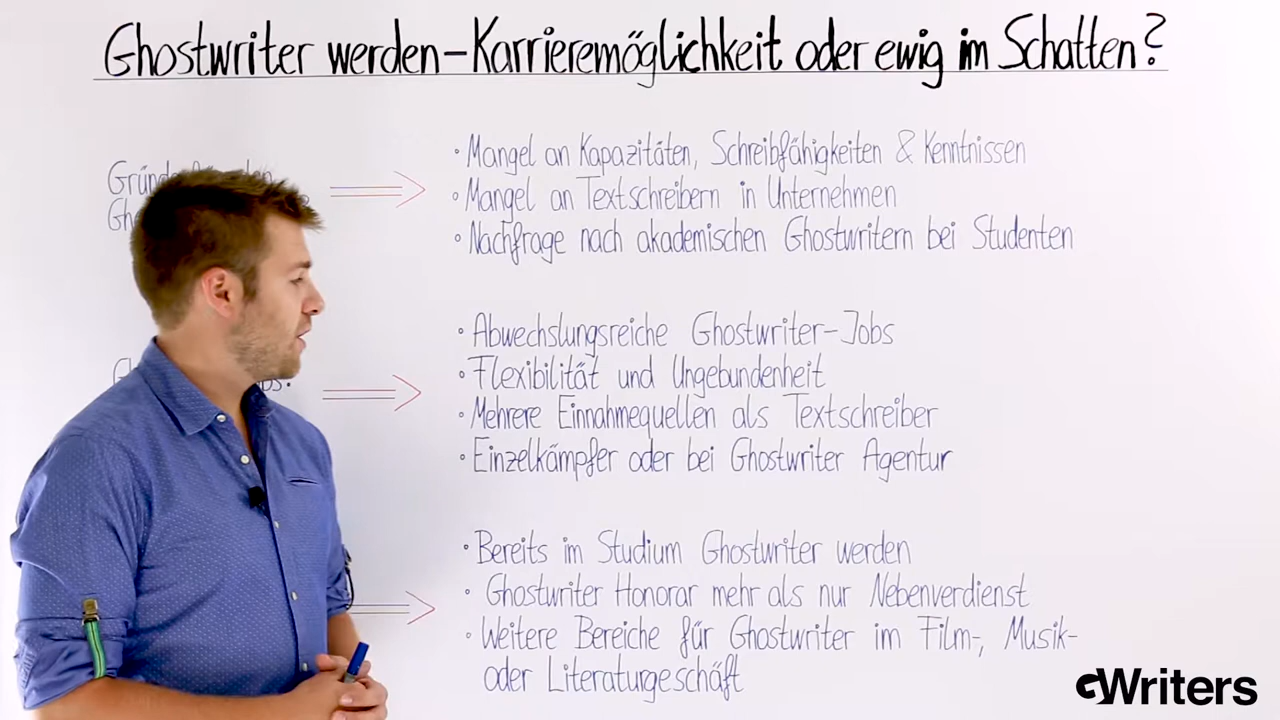 Ghostwriter werden-Karrieremöglichkeit oder ewig im Schatten?
• Mangel an Kapazitäten, Schreibfähigkeiten & Kenntnissen
• Mangel an Textschreibern in Unternehmen
• Nachfrage nach akademischen Ghostwritern bei Studenten
• Abwechslungsreiche Ghostwriter-Jobs
• Flexibilität und Ungebundenheit
• Mehrere Einnahmequellen als Textschreiber
• Einzelkämpfer oder bei Ghostwriter Agentur
• Bereits im Studium Ghostwriter werden
• Ghostwriter Honorar mehr als nur Nebenverdienst
• Weitere Bereiche für Ghostwriter im Film-, Musik-
oder Literaturgeschäft
GWriters